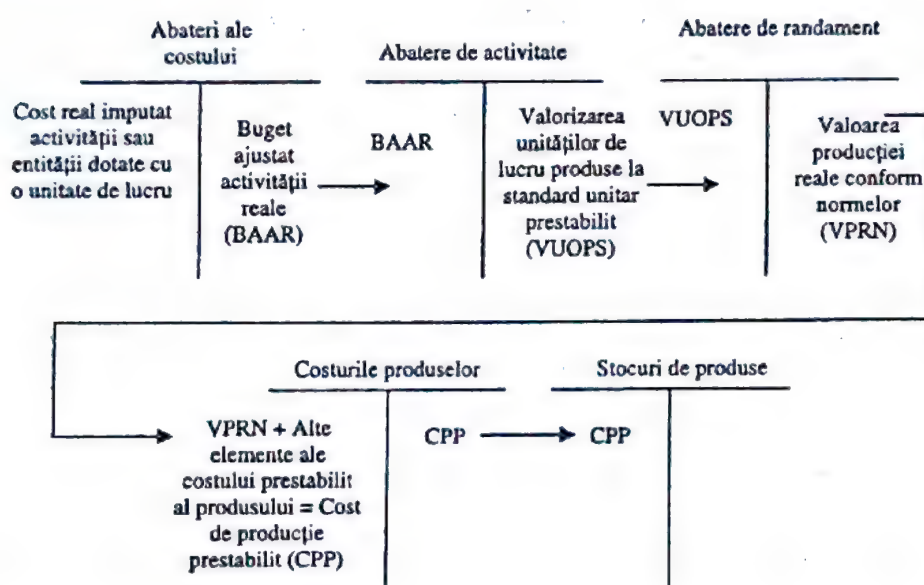 Abateri ale
costului
Abatere de activitate
Abatere de randament
Cost real imputat
activității sau
entității dotate cu
o unitate de lucru
Buget
ajustat
activității
reale
(BAAR)
BAAR
Valorizarea
unităților de
lucru produse la
standard unitar
prestabilit
(VUOPS)
VUOPS
Valoarea
producției
reale conform
normelor
(VPRN)
Costurile produselor
Stocuri de produse
VPRN + Alte
elemente ale
costului prestabilit
al produsului = Cost
de producție
prestabilit (CPP)
CPP
CPP